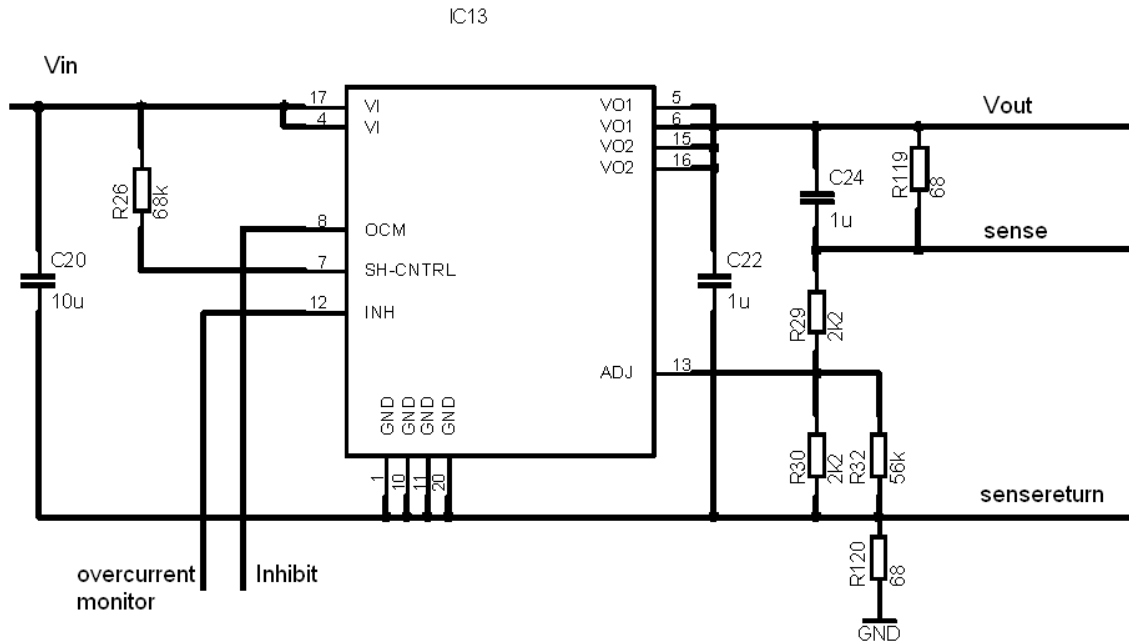 IC13
Vin
Vout
sense
sensereturn
overcurrent
monitor
Inhibit
GND
17 VI
4 VI
8 OCM
7 SH-CNTRL
12 INH
VO1 5
VO1 6
VO2 15
VO2 16
ADJ 13
GND GND GND GND
1 10 11 20
R26 68k
C20
10u
C22
1u
C24
1u
R119 68
R29 2k2
R30 2k2
R32 56k
R120 68